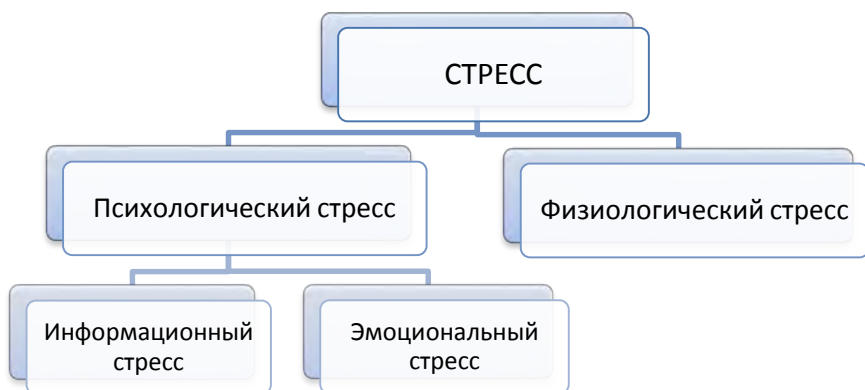 СТРЕСС
Психологический стресс
Физиологический стресс
Информационный
стресс
Эмоциональный
стресс